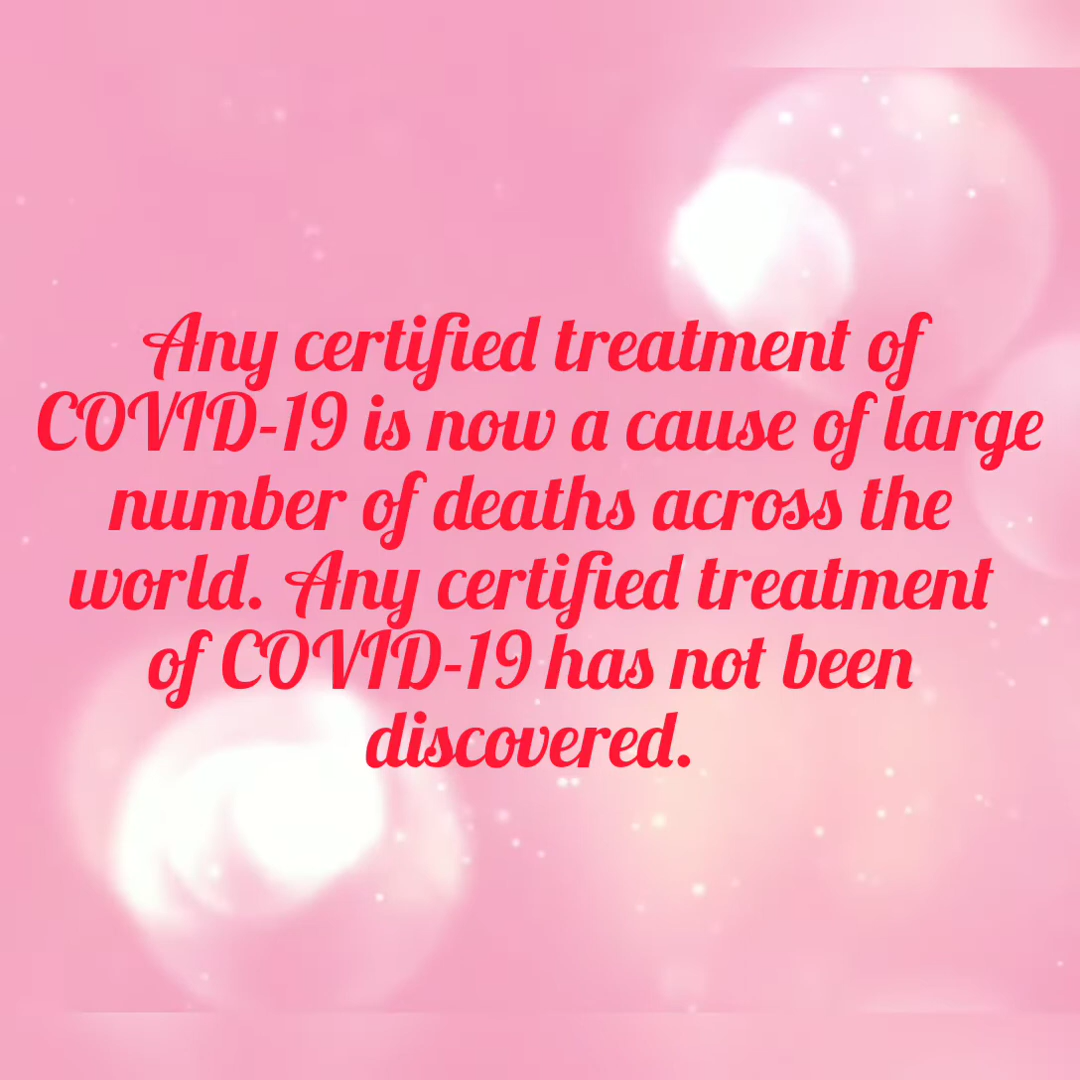 Any certified treatment of
COVID-19 is now a cause of large
number of deaths across the
world. Any certified treatment
of COVID-19 has not been
discovered.